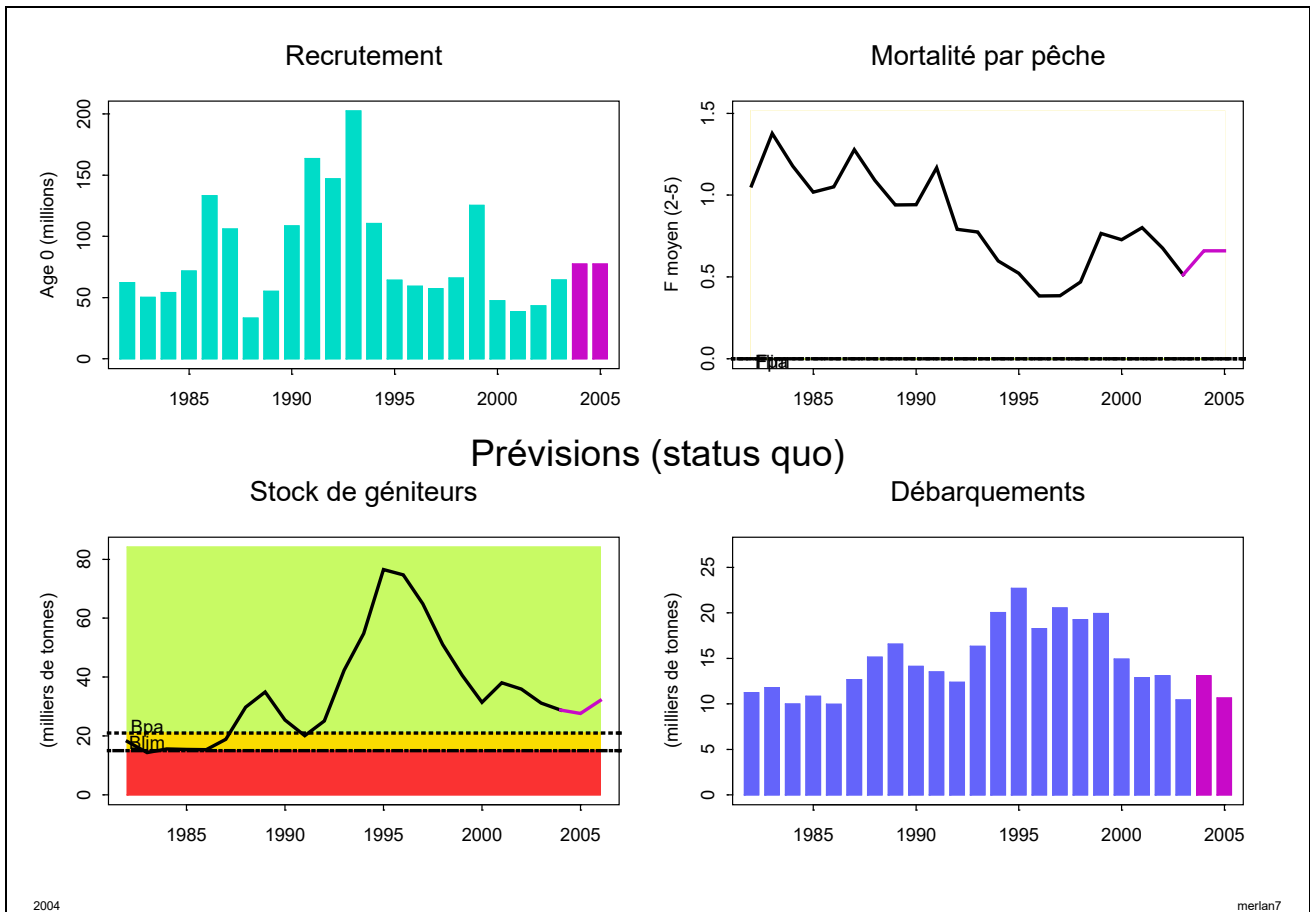 Recrutement
Age 0 (millions)
0 50 100 150 200
1985 1990 1995 2000 2005
Mortalité par pêche
F moyen (2-5)
0.0 0.5 1.0 1.5
1985 1990 1995 2000 2005
Prévisions (status quo)
Stock de géniteurs
(milliers de tonnes)
0 20 40 60 80
Bpa
Blim
1985 1990 1995 2000 2005
Débarquements
(milliers de tonnes)
0 5 10 15 20 25
1985 1990 1995 2000 2005
2004
merlan7